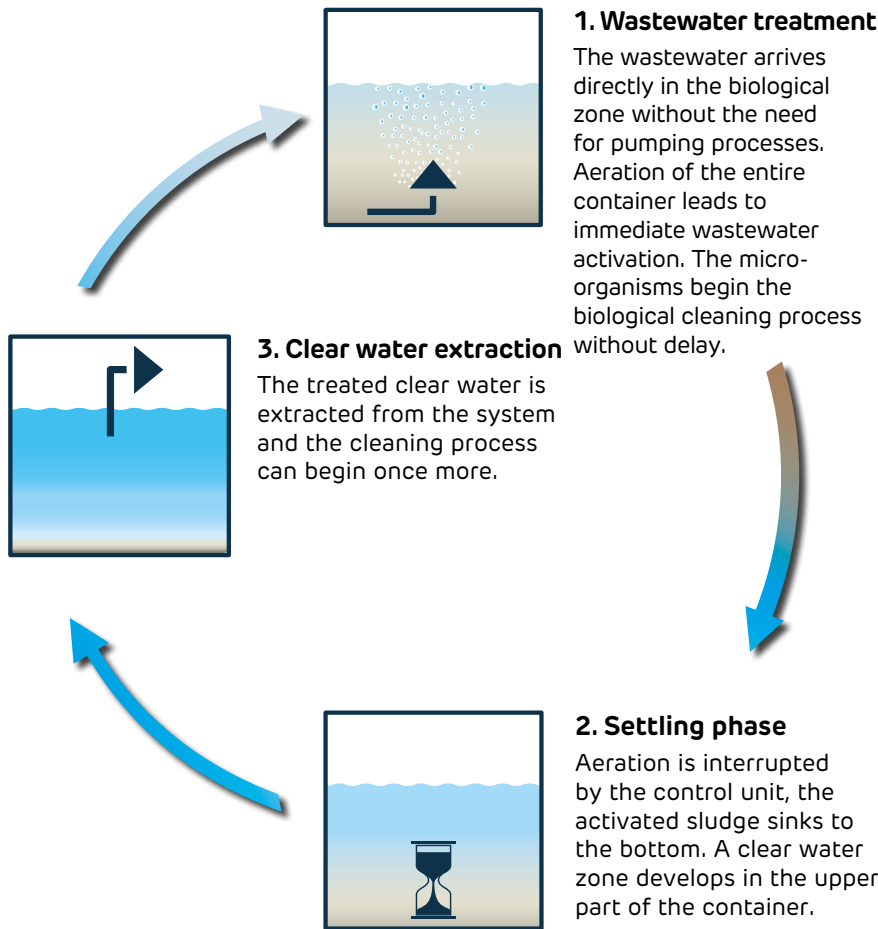 1. Wastewater treatment
The wastewater arrives
directly in the biological
zone without the need
for pumping processes.
Aeration of the entire
container leads to
immediate wastewater
activation. The micro-
organisms begin the
biological cleaning process
without delay.
2. Settling phase
Aeration is interrupted
by the control unit, the
activated sludge sinks to
the bottom. A clear water
zone develops in the upper
part of the container.
3. Clear water extraction
The treated clear water is
extracted from the system
and the cleaning process
can begin once more.